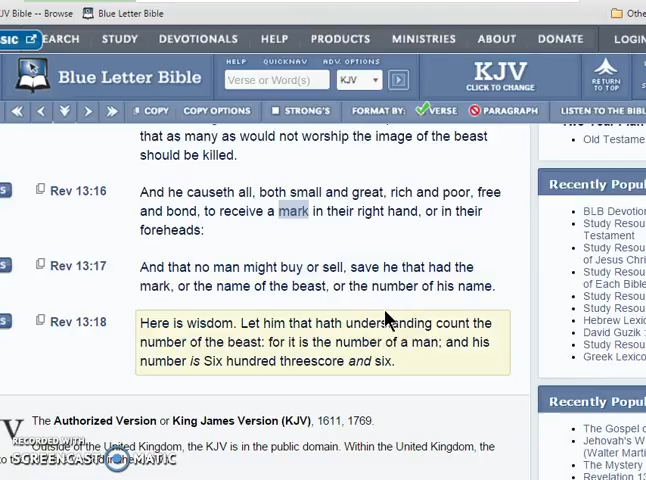 JV Bible -- Browse Blue Letter Bible Othe
SIC EARCH STUDY DEVOTIONALS HELP PRODUCTS MINISTRIES ABOUT DONATE LOGIN
HELP QUICKNAV ADV. OPTIONS
Blue Letter Bible Verse or Word(s) KJV KJV
CLICK TO CHANGE RETURN
TO TOP
COPY COPY OPTIONS STRONG'S FORMAT BY: VERSE PARAGRAPH LISTEN TO THE BIBL
that as many as would not worship the image of the beast
should be killed.
S Rev 13:16 And he causeth all, both small and great, rich and poor, free
and bond, to receive a mark in their right hand, or in their
foreheads:
S Rev 13:17 And that no man might buy or sell, save he that had the
mark, or the name of the beast, or the number of his name.
S Rev 13:18 Here is wisdom. Let him that hath understanding count the
number of the beast: for it is the number of a man; and his
number is Six hundred threescore and six.
V The Authorized Version or King James Version (KJV), 1611, 1769.
Outside of the United Kingdom, the KJV is in the public domain. Within the United Kingdom, the
RECORDED WITH
SCREENCAST MATIC
Old Testame
Recently Popul
BLB Devotio
Study Resou
Testament
Study Resou
of Jesus Chri
Study Resou
of Each Bible
Study Resou
Hebrew Lexic
David Guzik
Study Resou
Greek Lexico
Recently Popul
The Gospel o
Jehovah's W
(Walter Marti
The Mystery
Revelation 13